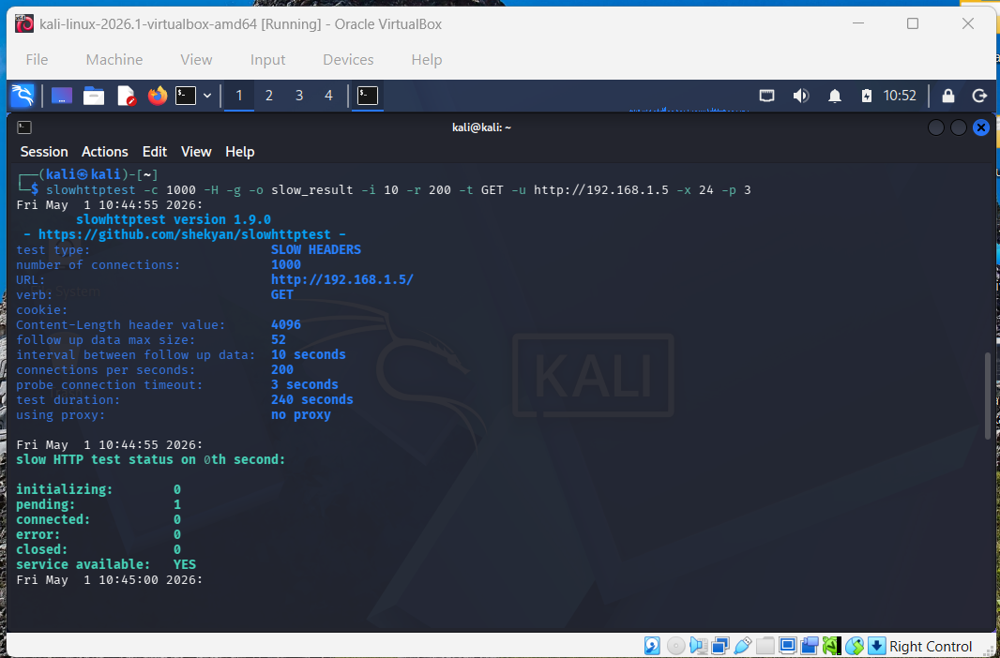 kali-linux-2026.1-virtualbox-amd64 [Running] - Oracle VirtualBox
File Machine View Input Devices Help
1 2 3 4 10:52
kali@kali: ~
Session Actions Edit View Help
┌──(kali㉿kali)-[~]
└─$ slowhttptest -c 1000 -H -g -o slow_result -i 10 -r 200 -t GET -u http://192.168.1.5 -x 24 -p 3
Fri May  1 10:44:55 2026:
slowhttptest version 1.9.0
- https://github.com/shekyan/slowhttptest -
test type: SLOW HEADERS
number of connections: 1000
URL: http://192.168.1.5/
verb: GET
cookie:
Content-Length header value: 4096
follow up data max size: 52
interval between follow up data: 10 seconds
connections per seconds: 200
probe connection timeout: 3 seconds
test duration: 240 seconds
using proxy: no proxy
Fri May  1 10:44:55 2026:
slow HTTP test status on 0th second:
initializing: 0
pending: 1
connected: 0
error: 0
closed: 0
service available: YES
Fri May  1 10:45:00 2026:
System
KALI
Right Control